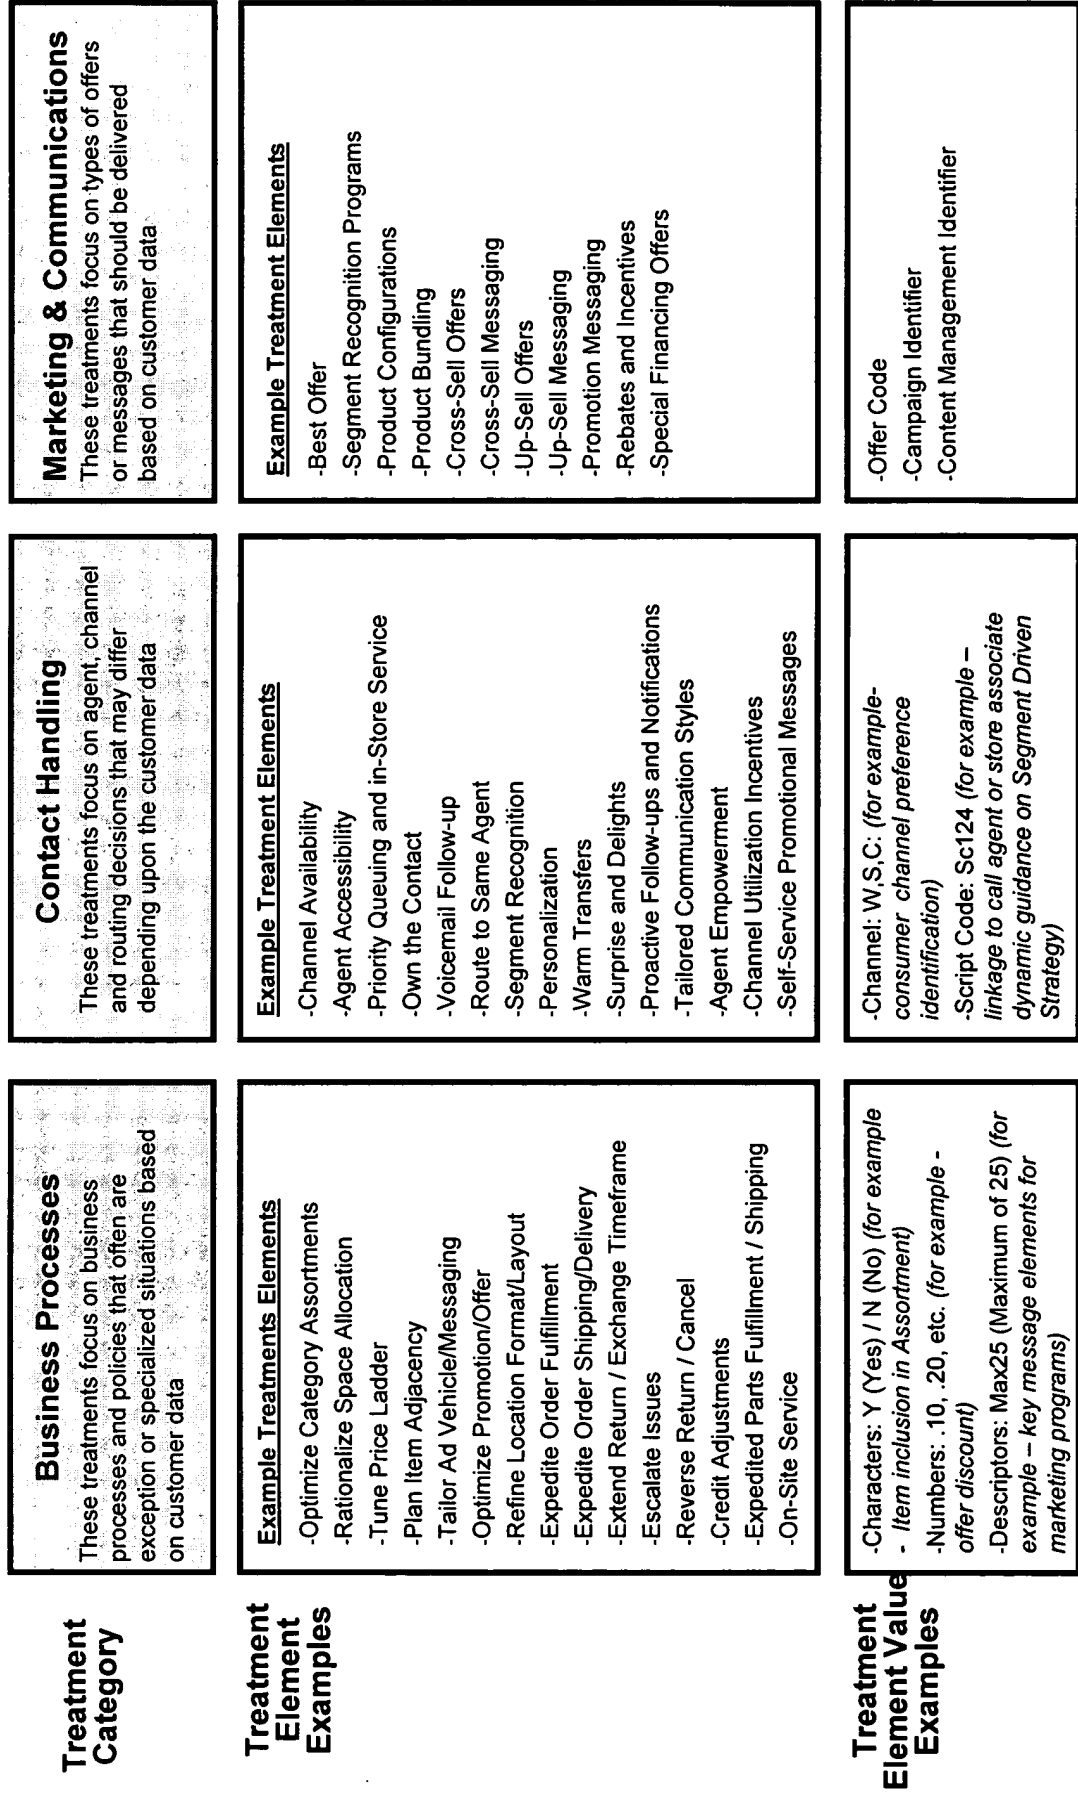 Treatment
Category
Business Processes
These treatments focus on business
processes and policies that often are
exception or specialized situations based
on customer data
Contact Handling
These treatments focus on agent, channel
and routing decisions that may differ
depending upon the customer data
Marketing & Communications
These treatments focus on types of offers
or messages that should be delivered
based on customer data
Treatment
Element
Examples
Example Treatments Elements
-Optimize Category Assortments
-Rationalize Space Allocation
-Tune Price Ladder
-Plan Item Adjacency
-Tailor Ad Vehicle/Messaging
-Optimize Promotion/Offer
-Refine Location Format/Layout
-Expedite Order Fulfillment
-Expedite Order Shipping/Delivery
-Extend Return / Exchange Timeframe
-Escalate Issues
-Reverse Return / Cancel
-Credit Adjustments
-Expedited Parts Fulfillment / Shipping
-On-Site Service
Example Treatment Elements
-Channel Availability
-Agent Accessibility
-Priority Queuing and in-Store Service
-Own the Contact
-Voicemail Follow-up
-Route to Same Agent
-Segment Recognition
-Personalization
-Warm Transfers
-Surprise and Delights
-Proactive Follow-ups and Notifications
-Tailored Communication Styles
-Agent Empowerment
-Channel Utilization Incentives
-Self-Service Promotional Messages
Example Treatment Elements
-Best Offer
-Segment Recognition Programs
-Product Configurations
-Product Bundling
-Cross-Sell Offers
-Cross-Sell Messaging
-Up-Sell Offers
-Up-Sell Messaging
-Promotion Messaging
-Rebates and Incentives
-Special Financing Offers
Treatment
Element Value
Examples
-Characters: Y (Yes) / N (No) (for example
- Item inclusion in Assortment)
-Numbers: .10, .20, etc. (for example -
offer discount)
-Descriptors: Max25 (Maximum of 25) (for
example – key message elements for
marketing programs)
-Channel: W,S,C: (for example-
consumer channel preference
identification)
-Script Code: Sc124 (for example –
linkage to call agent or store associate
dynamic guidance on Segment Driven
Strategy)
-Offer Code
-Campaign Identifier
-Content Management Identifier